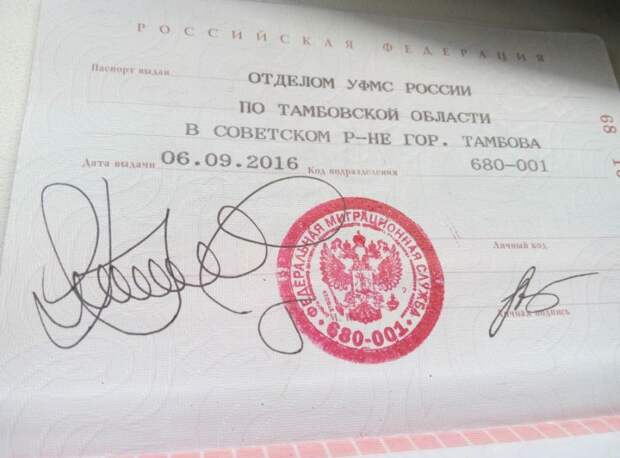 РОССИЙСКАЯ ФЕДЕРАЦИЯ
Паспорт выдан ОТДЕЛОМ УФМС РОССИИ
ПО ТАМБОВСКОЙ ОБЛАСТИ
В СОВЕТСКОМ Р-НЕ ГОР. ТАМБОВА
Дата выдачи 06.09.2016 Код подразделения 680-001
68
Личный код
ФЕДЕРАЛЬНАЯ МИГРАЦИОННАЯ СЛУЖБА
680-001
Личная подпись